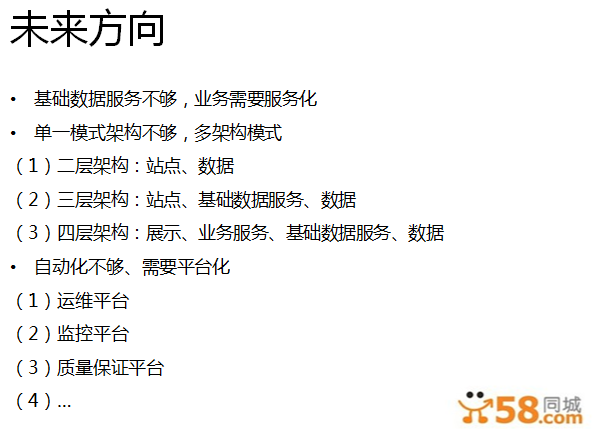 未来方向
• 基础数据服务不够，业务需要服务化
• 单一模式架构不够，多架构模式
（1）二层架构：站点、数据
（2）三层架构：站点、基础数据服务、数据
（3）四层架构：展示、业务服务、基础数据服务、数据
• 自动化不够、需要平台化
（1）运维平台
（2）监控平台
（3）质量保证平台
（4）...
58同城.com